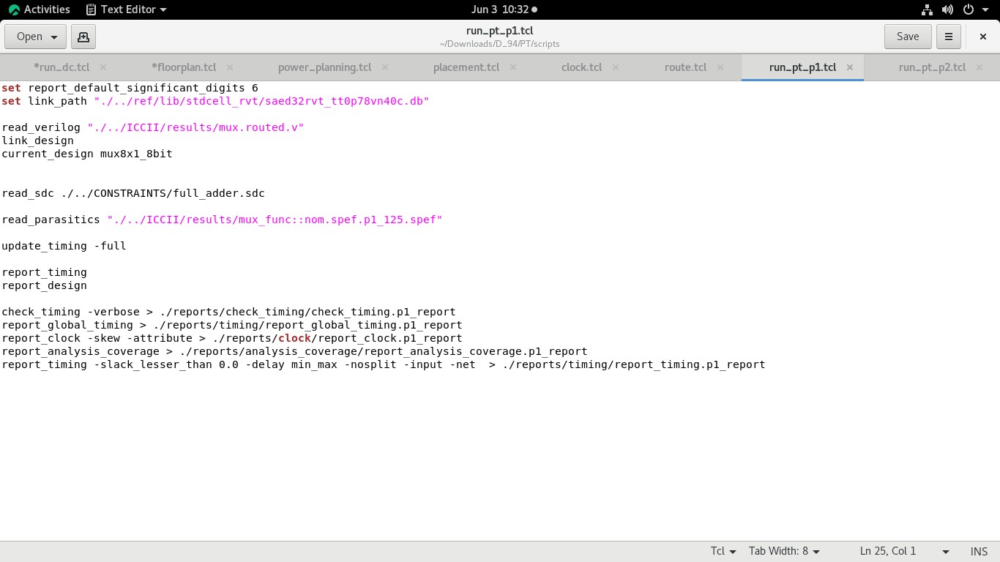 Activities Text Editor Jun 3 10:32
Open run_pt_p1.tcl Save
~/Downloads/D_94/PT/scripts
*run_dc.tcl *floorplan.tcl power_planning.tcl placement.tcl clock.tcl route.tcl run_pt_p1.tcl run_pt_p2.tcl
set report_default_significant_digits 6
set link_path "./../ref/lib/stdcell_rvt/saed32rvt_tt0p78vn40c.db"
read_verilog "./../ICCII/results/mux.routed.v"
link_design
current_design mux8x1_8bit
read_sdc ./../CONSTRAINTS/full_adder.sdc
read_parasitics "./../ICCII/results/mux_func::nom.spef.p1_125.spef"
update_timing -full
report_timing
report_design
check_timing -verbose > ./reports/check_timing/check_timing.p1_report
report_global_timing > ./reports/timing/report_global_timing.p1_report
report_clock -skew -attribute > ./reports/clock/report_clock.p1_report
report_analysis_coverage > ./reports/analysis_coverage/report_analysis_coverage.p1_report
report_timing -slack_lesser_than 0.0 -delay min_max -nosplit -input -net  > ./reports/timing/report_timing.p1_report
Tcl Tab Width: 8 Ln 25, Col 1 INS